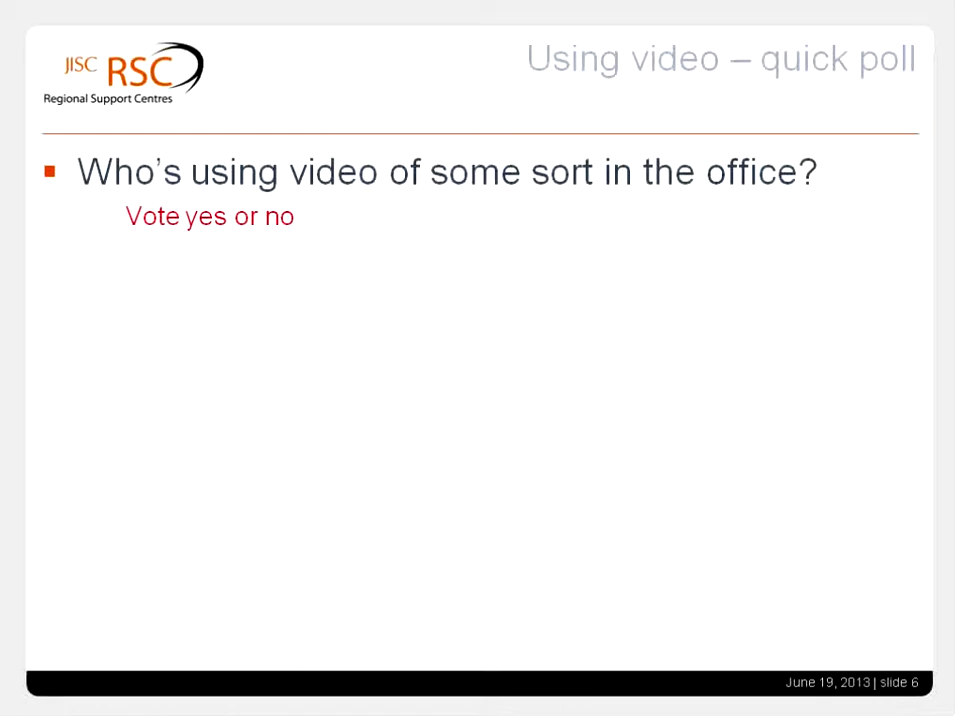 JISC RSC
Regional Support Centres
Using video – quick poll
Who's using video of some sort in the office?
Vote yes or no
June 19, 2013 | slide 6